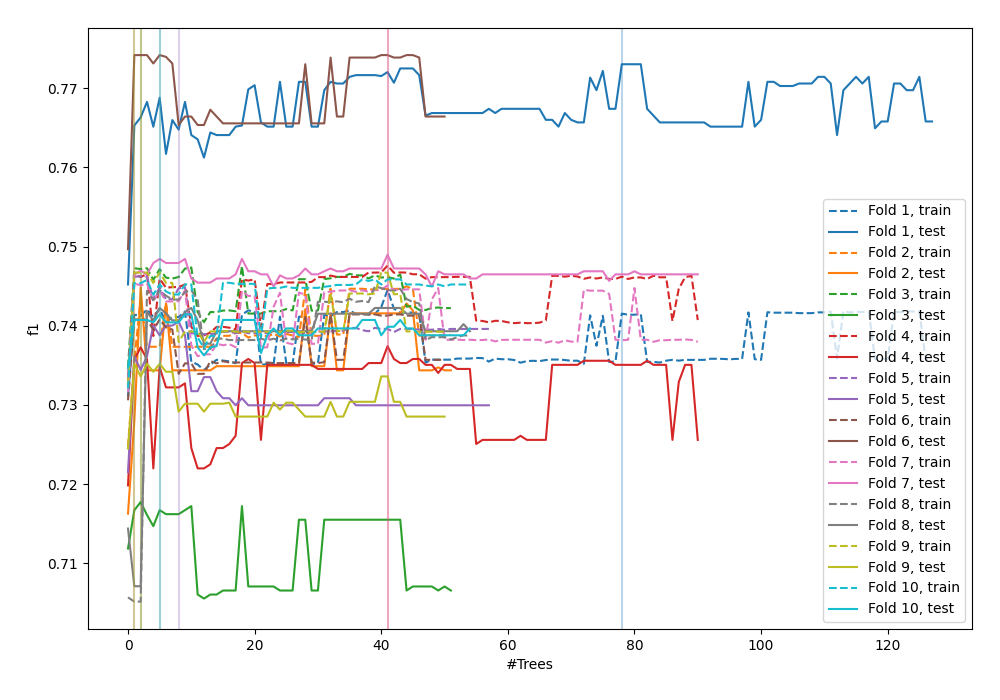 0.77
0.76
0.75
0.74
0.73
0.72
0.71
f1
0
20
40
60
80
100
120
#Trees
Fold 1, train
Fold 1, test
Fold 2, train
Fold 2, test
Fold 3, train
Fold 3, test
Fold 4, train
Fold 4, test
Fold 5, train
Fold 5, test
Fold 6, train
Fold 6, test
Fold 7, train
Fold 7, test
Fold 8, train
Fold 8, test
Fold 9, train
Fold 9, test
Fold 10, train
Fold 10, test